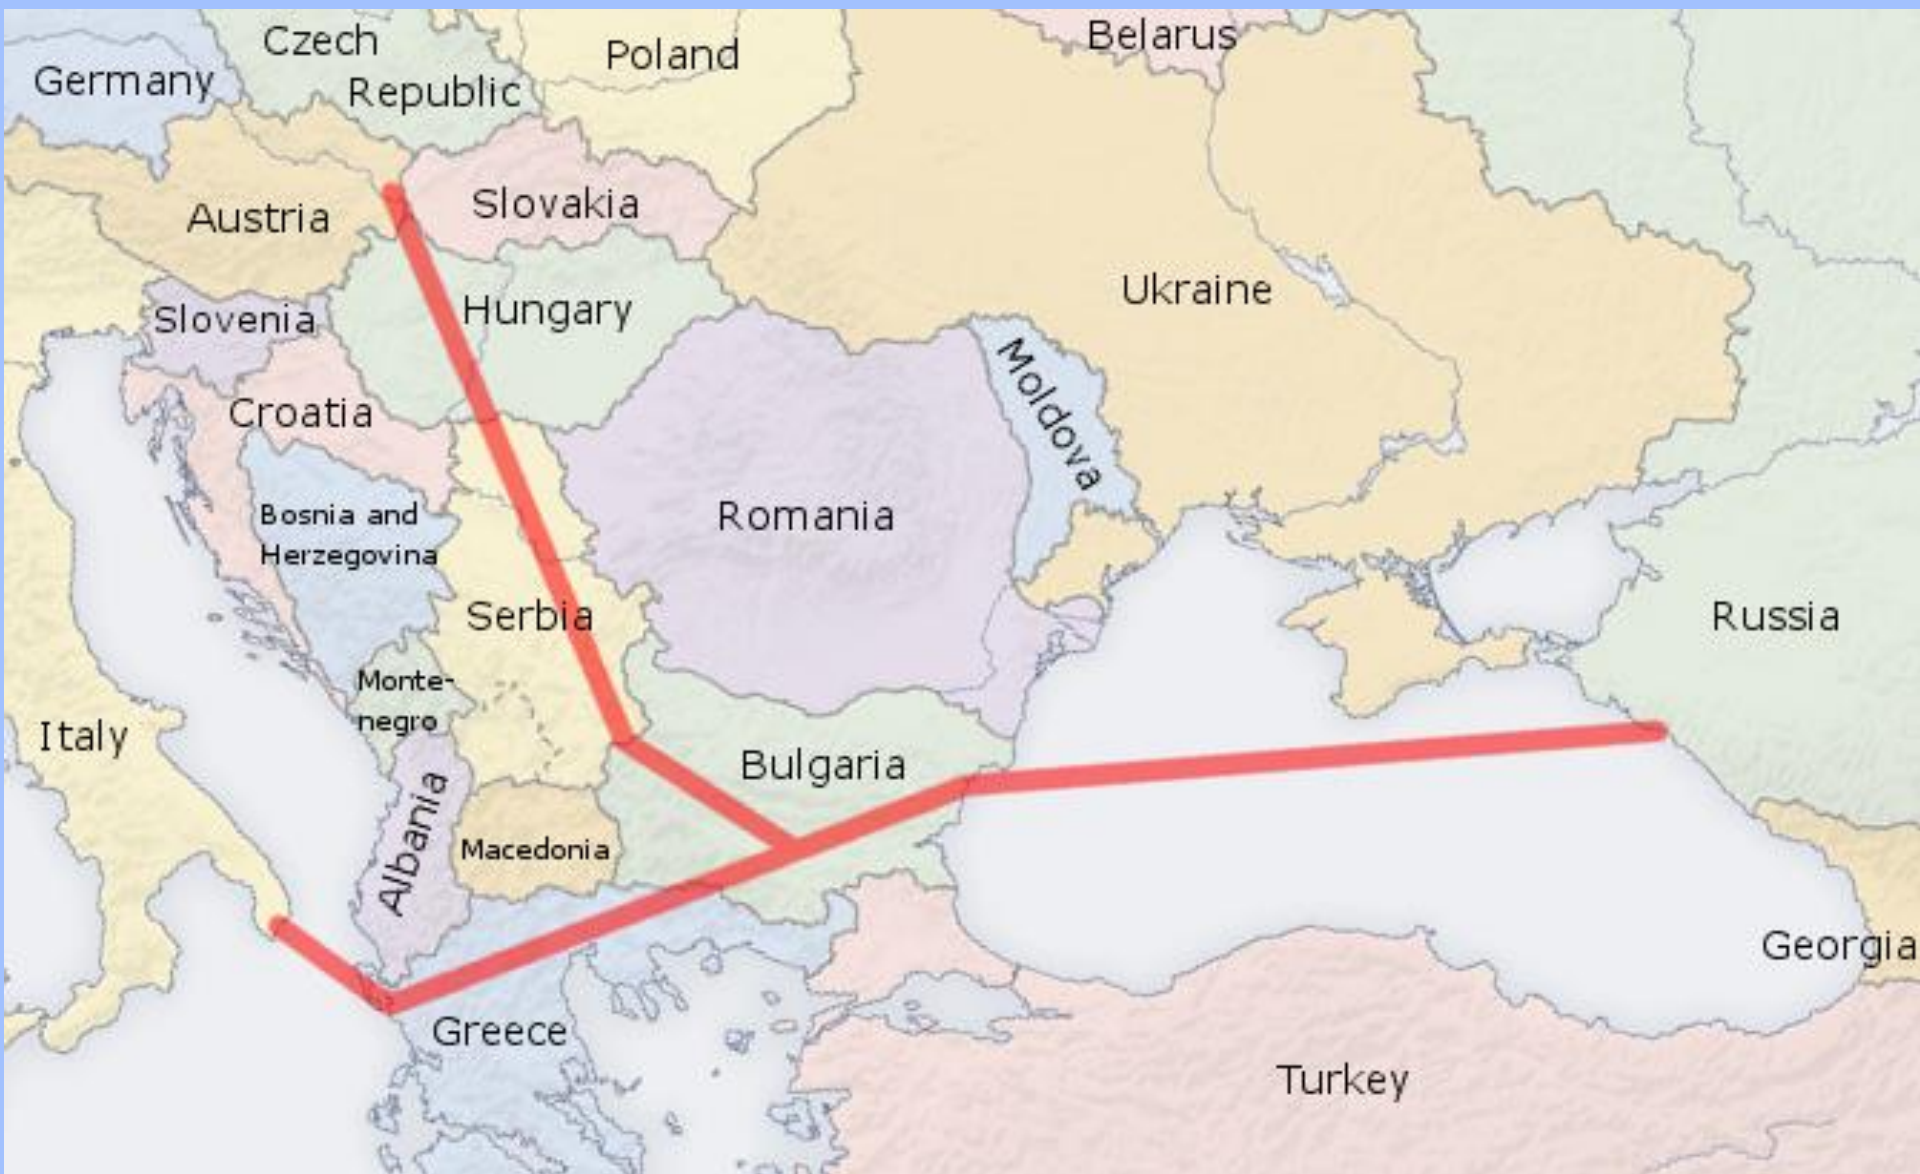 Czech
Republic
Poland
Belarus
Germany
Austria
Slovakia
Ukraine
Hungary
Slovenia
Moldova
Croatia
Bosnia and
Herzegovina
Romania
Serbia
Russia
Monte-
negro
Italy
Bulgaria
Albania
Macedonia
Georgia
Greece
Turkey